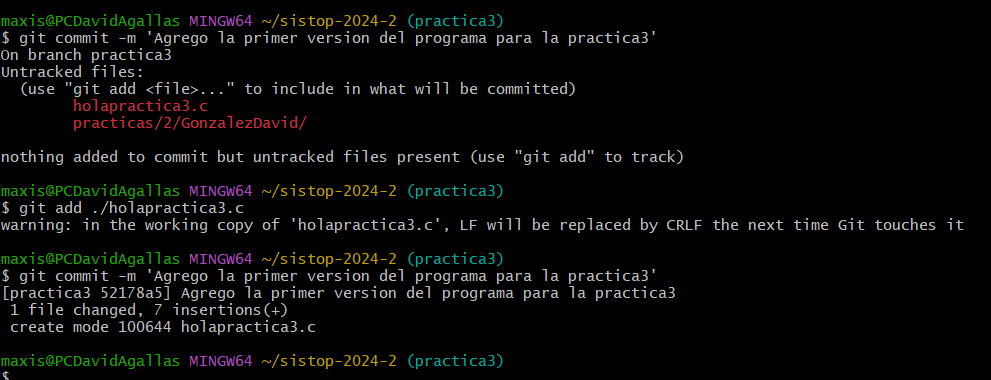 maxis@PCDavidAgallas MINGW64 ~/sistop-2024-2 (practica3)
$ git commit -m 'Agrego la primer version del programa para la practica3'
On branch practica3
Untracked files:
  (use "git add <file>..." to include in what will be committed)
        holapractica3.c
        practicas/2/GonzalezDavid/

nothing added to commit but untracked files present (use "git add" to track)

maxis@PCDavidAgallas MINGW64 ~/sistop-2024-2 (practica3)
$ git add ./holapractica3.c
warning: in the working copy of 'holapractica3.c', LF will be replaced by CRLF the next time Git touches it

maxis@PCDavidAgallas MINGW64 ~/sistop-2024-2 (practica3)
$ git commit -m 'Agrego la primer version del programa para la practica3'
[practica3 52178a5] Agrego la primer version del programa para la practica3
 1 file changed, 7 insertions(+)
 create mode 100644 holapractica3.c

maxis@PCDavidAgallas MINGW64 ~/sistop-2024-2 (practica3)
$